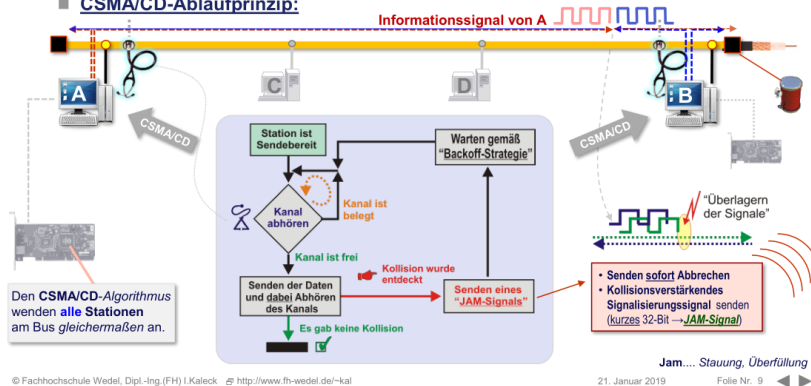 CSMA/CD-Ablaufprinzip:
Informationssignal von A
A
C
D
B
CSMA/CD
CSMA/CD
Station ist
Sendebereit
Warten gemäß
"Backoff-Strategie"
Kanal ist
belegt
Kanal
abhören
Kanal ist frei
Kollision wurde
entdeckt
Senden der Daten
und dabei Abhören
des Kanals
Senden eines
"JAM-Signals"
Es gab keine Kollision
"Überlagern
der Signale"
• Senden sofort Abbrechen
• Kollisionsverstärkendes
Signalisierungssignal senden
(kurzes 32-Bit →JAM-Signal)
Den CSMA/CD-Algorithmus
wenden alle Stationen
am Bus gleichermaßen an.
Jam.... Stauung, Überfüllung
© Fachhochschule Wedel, Dipl.-Ing.(FH) I.Kaleck http://www.fh-wedel.de/~kal
21. Januar 2019
Folie Nr. 9